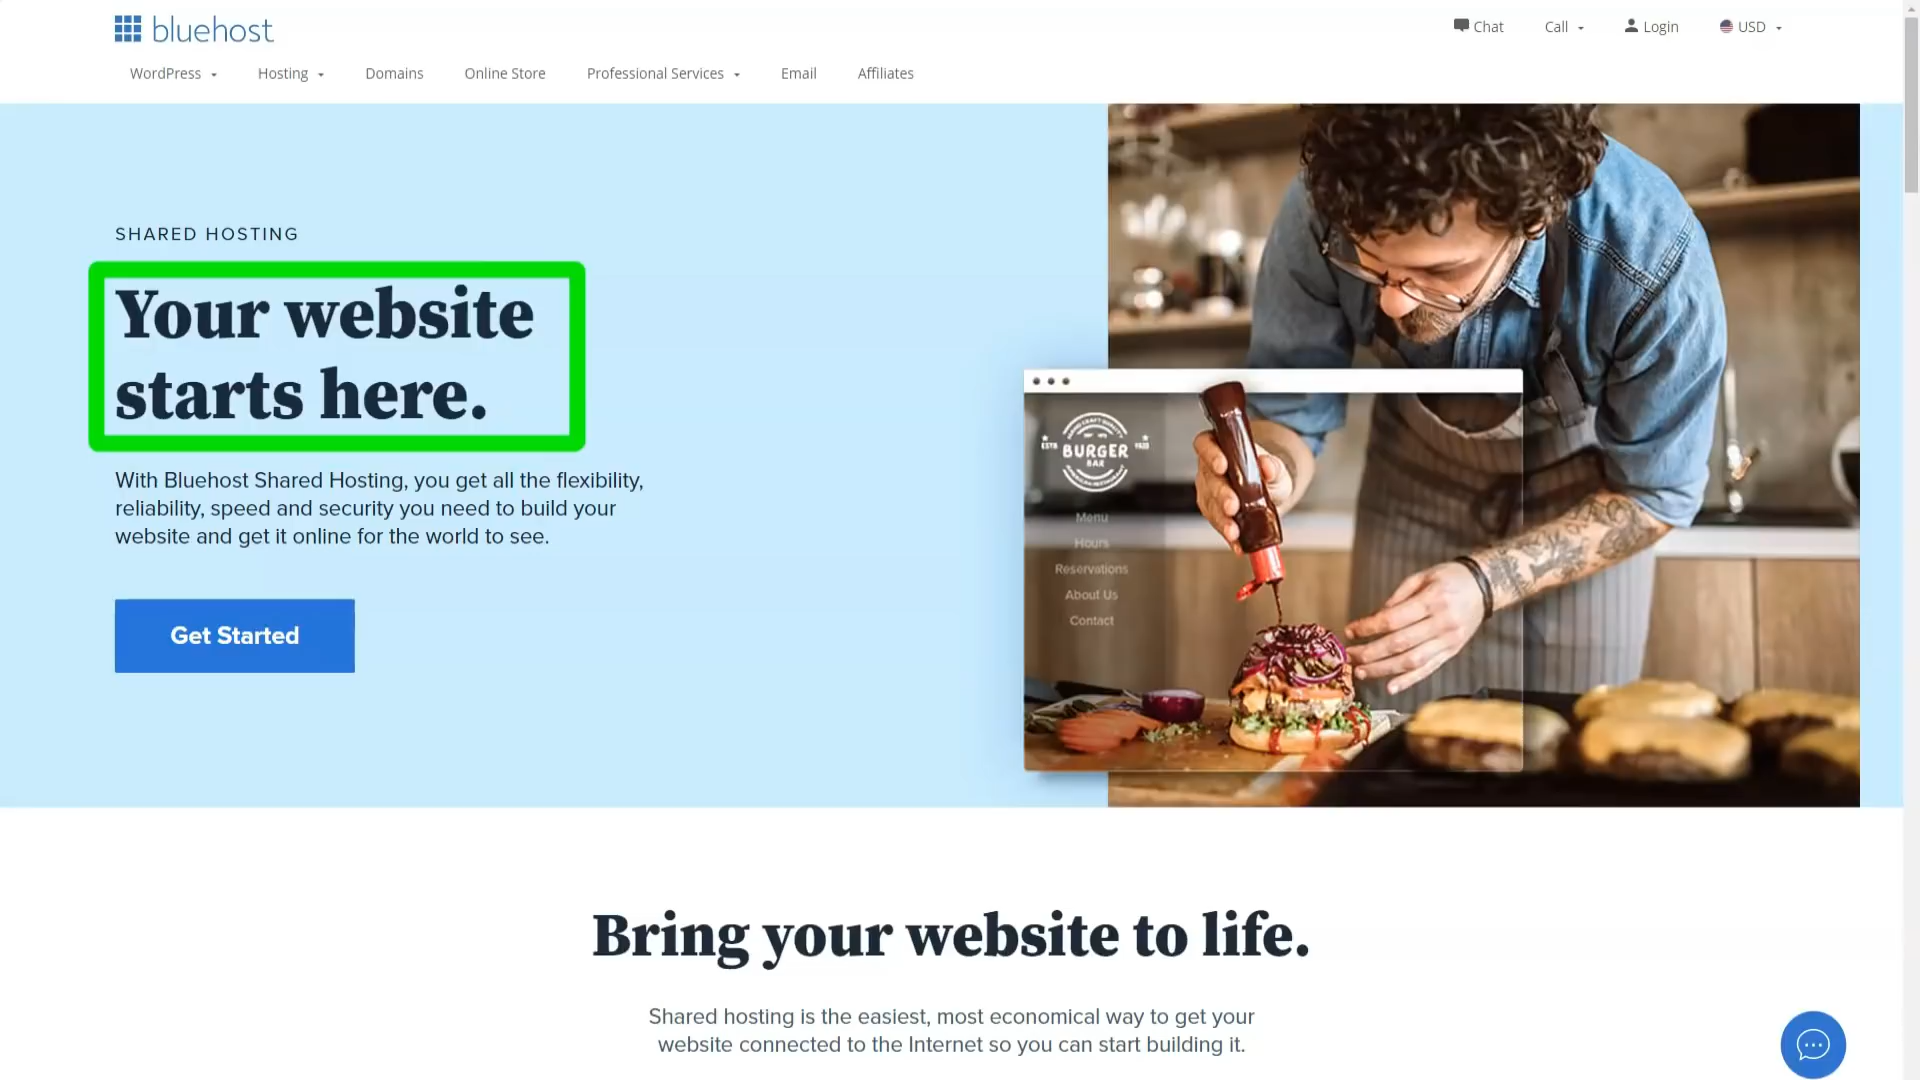 bluehost
Chat
Call
Login
USD
WordPress
Hosting
Domains
Online Store
Professional Services
Email
Affiliates
SHARED HOSTING
Your website
starts here.
With Bluehost Shared Hosting, you get all the flexibility,
reliability, speed and security you need to build your
website and get it online for the world to see.
Get Started
BURGER
BAR
Menu
Hours
Reservations
About Us
Contact
Bring your website to life.
Shared hosting is the easiest, most economical way to get your
website connected to the Internet so you can start building it.